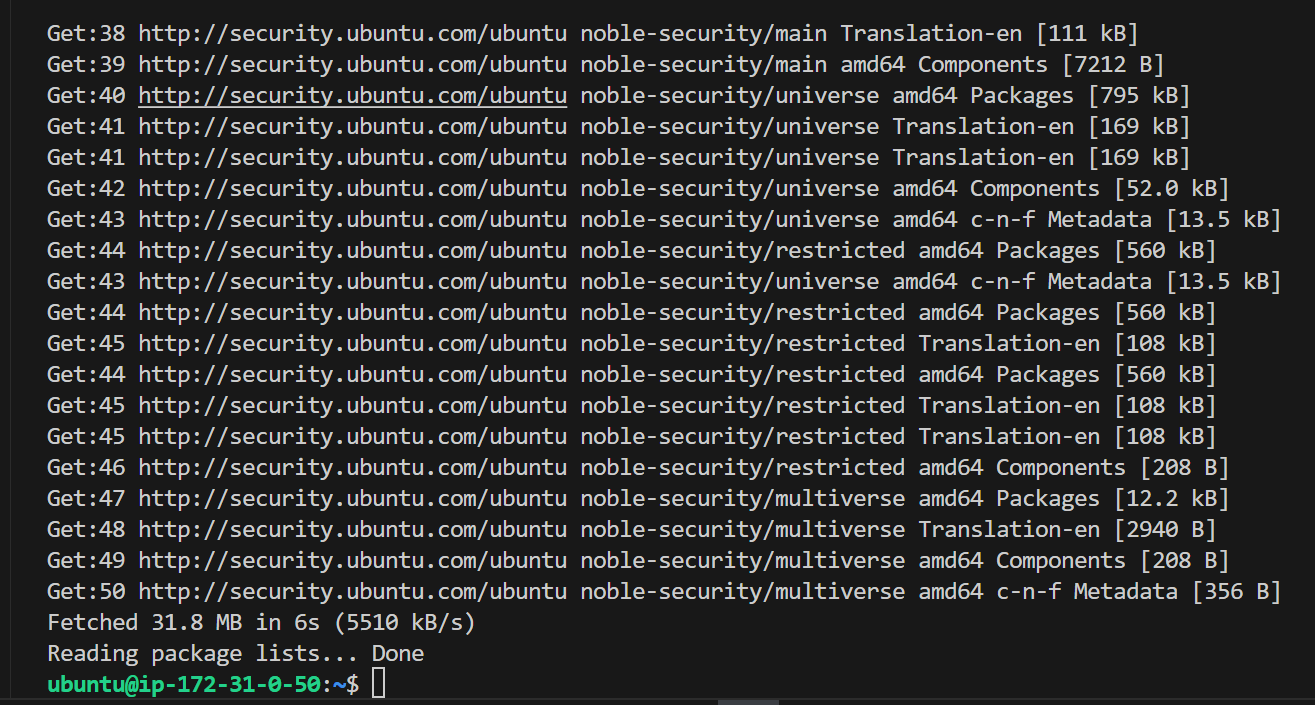 Get:38 http://security.ubuntu.com/ubuntu noble-security/main Translation-en [111 kB]
Get:39 http://security.ubuntu.com/ubuntu noble-security/main amd64 Components [7212 B]
Get:40 http://security.ubuntu.com/ubuntu noble-security/universe amd64 Packages [795 kB]
Get:41 http://security.ubuntu.com/ubuntu noble-security/universe Translation-en [169 kB]
Get:41 http://security.ubuntu.com/ubuntu noble-security/universe Translation-en [169 kB]
Get:42 http://security.ubuntu.com/ubuntu noble-security/universe amd64 Components [52.0 kB]
Get:43 http://security.ubuntu.com/ubuntu noble-security/universe amd64 c-n-f Metadata [13.5 kB]
Get:44 http://security.ubuntu.com/ubuntu noble-security/restricted amd64 Packages [560 kB]
Get:43 http://security.ubuntu.com/ubuntu noble-security/universe amd64 c-n-f Metadata [13.5 kB]
Get:44 http://security.ubuntu.com/ubuntu noble-security/restricted amd64 Packages [560 kB]
Get:45 http://security.ubuntu.com/ubuntu noble-security/restricted Translation-en [108 kB]
Get:44 http://security.ubuntu.com/ubuntu noble-security/restricted amd64 Packages [560 kB]
Get:45 http://security.ubuntu.com/ubuntu noble-security/restricted Translation-en [108 kB]
Get:45 http://security.ubuntu.com/ubuntu noble-security/restricted Translation-en [108 kB]
Get:46 http://security.ubuntu.com/ubuntu noble-security/restricted amd64 Components [208 B]
Get:47 http://security.ubuntu.com/ubuntu noble-security/multiverse amd64 Packages [12.2 kB]
Get:48 http://security.ubuntu.com/ubuntu noble-security/multiverse Translation-en [2940 B]
Get:49 http://security.ubuntu.com/ubuntu noble-security/multiverse amd64 Components [208 B]
Get:50 http://security.ubuntu.com/ubuntu noble-security/multiverse amd64 c-n-f Metadata [356 B]
Fetched 31.8 MB in 6s (5510 kB/s)
Reading package lists... Done
ubuntu@ip-172-31-0-50:~$